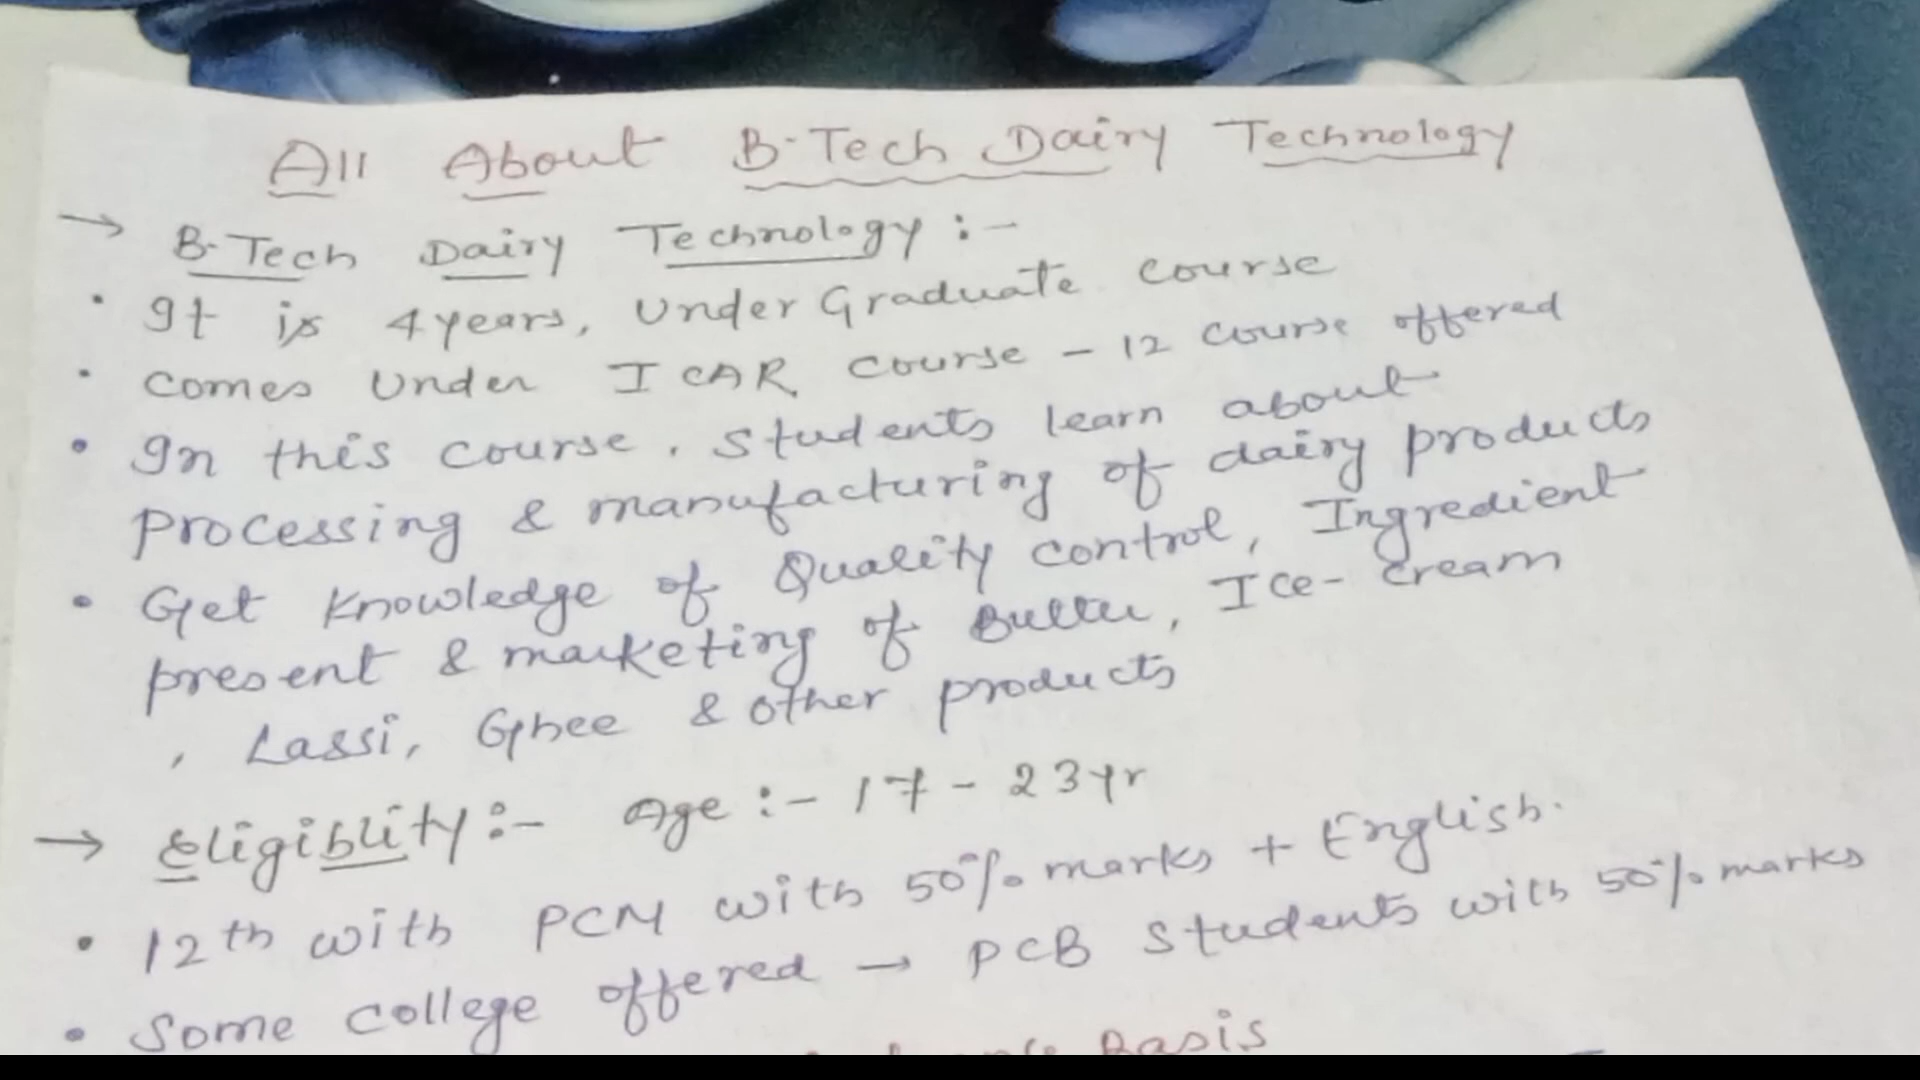 All About B.Tech Dairy Technology
→ B.Tech Dairy Technology :-
• It is 4 years, Under Graduate course
• comes Under ICAR course - 12 course offered
• In this course, students learn about
processing & manufacturing of dairy products
• Get knowledge of Quality control, Ingredient
present & marketing of Butter, Ice-cream
, Lassi, Ghee & other products
→ Eligiblity :- Age :- 17 - 23 yr
• 12th with PCM with 50% marks + English.
• Some college offered → PCB students with 50% marks
Basis